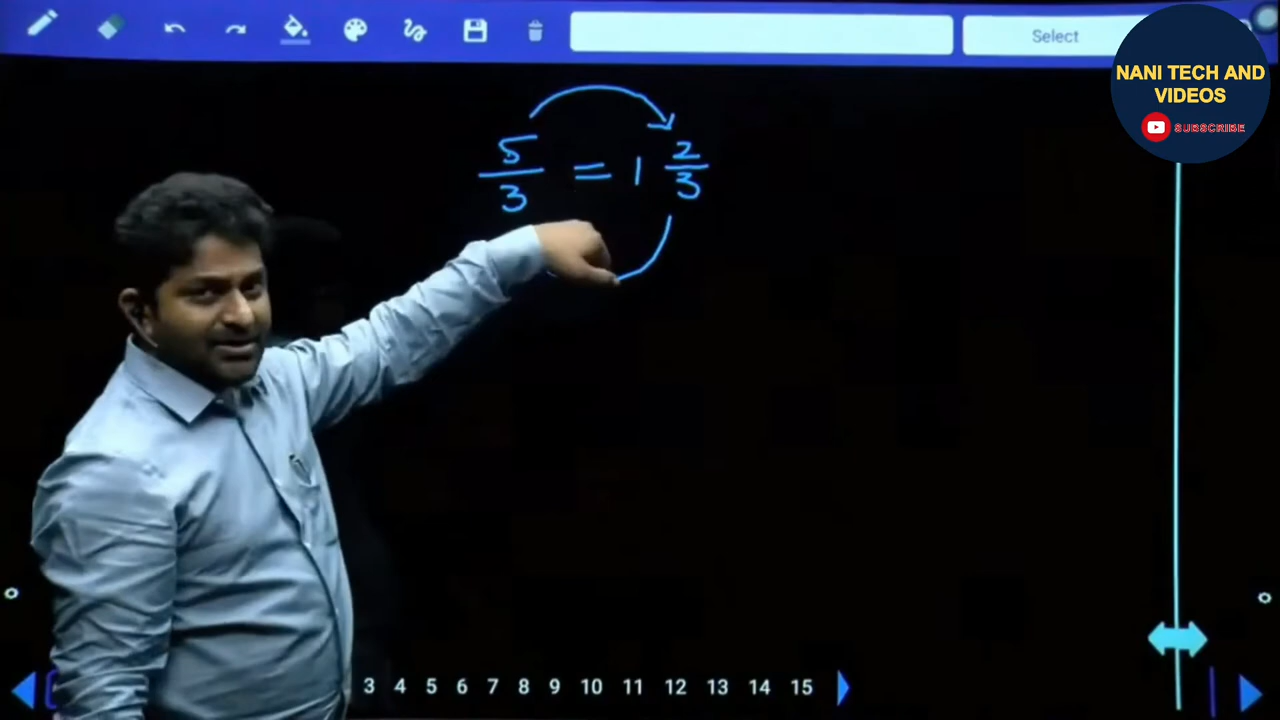 Select
NANI TECH AND
VIDEOS
SUBSCRIBE
5/3 = 1 2/3
3 4 5 6 7 8 9 10 11 12 13 14 15